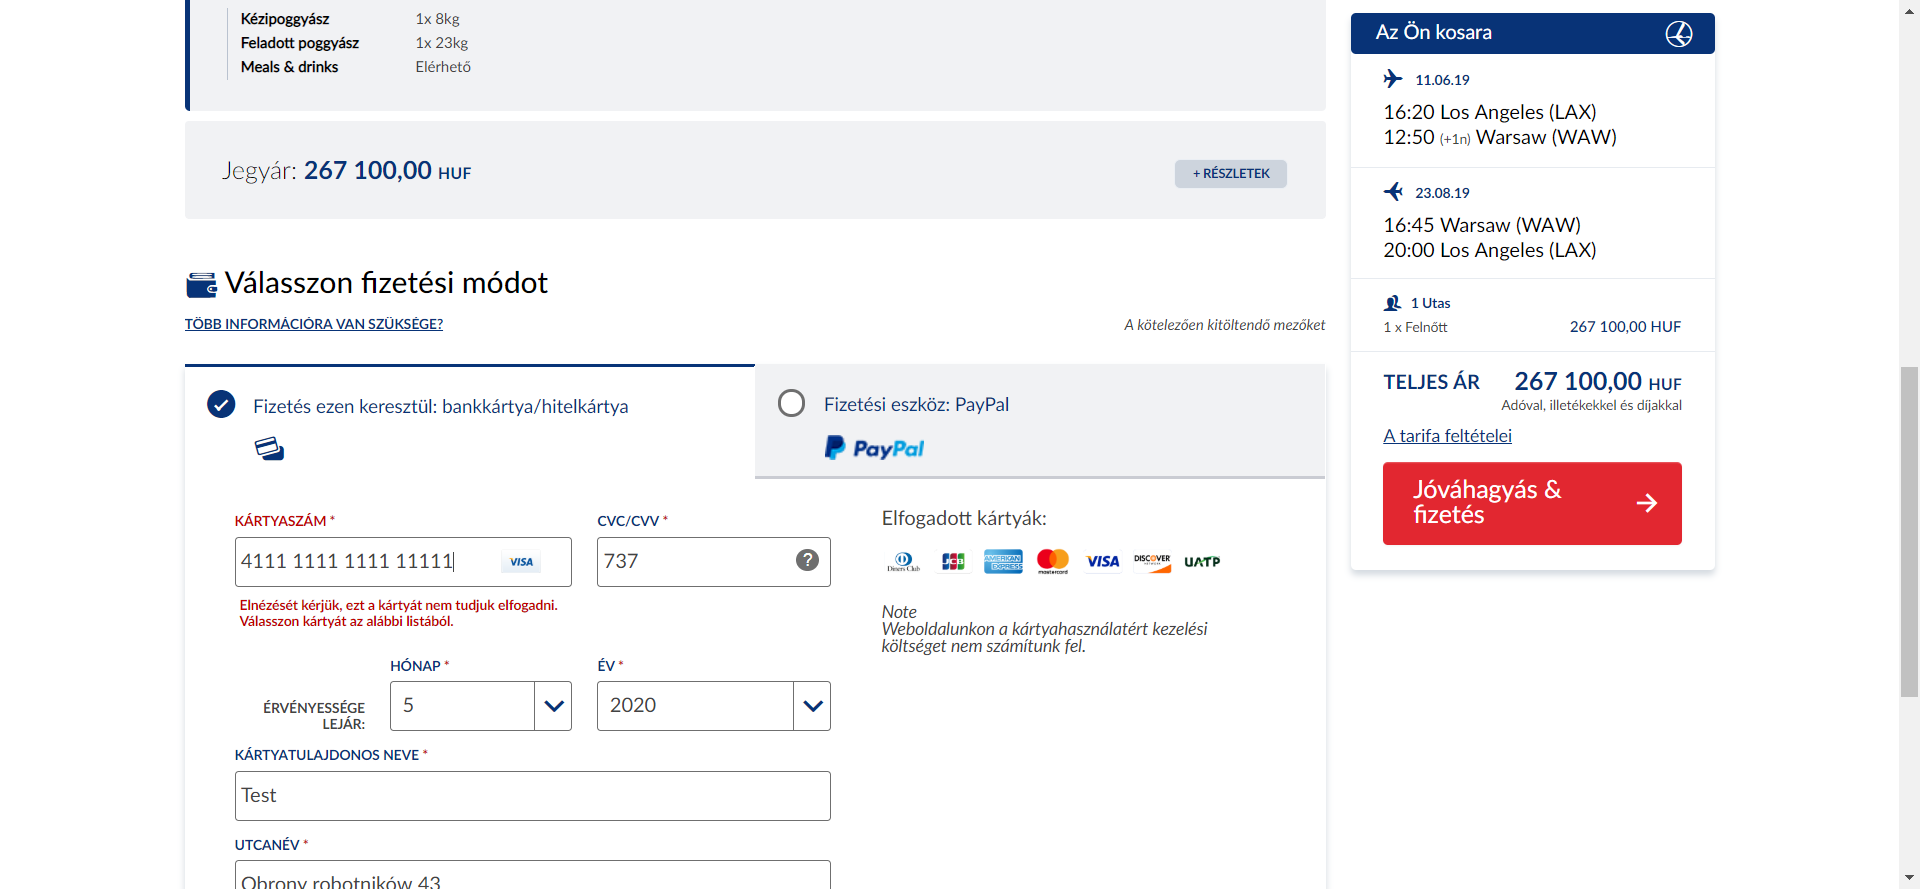 Kézipoggyász 1x 8kg
Feladott poggyász 1x 23kg
Meals & drinks Elérhető
Jegyár: 267 100,00 HUF
+ RÉSZLETEK
Válasszon fizetési módot
TÖBB INFORMÁCIÓRA VAN SZÜKSÉGE?
A kötelezően kitöltendő mezőket
Fizetés ezen keresztül: bankkártya/hitelkártya
Fizetési eszköz: PayPal
PayPal
KÁRTYASZÁM *
4111 1111 1111 11111
VISA
Elnézését kérjük, ezt a kártyát nem tudjuk elfogadni.
Válasszon kártyát az alábbi listából.
CVC/CVV *
737
?
HÓNAP *
ÉV *
ÉRVÉNYESSÉGE
LEJÁR:
5
2020
KÁRTYATULAJDONOS NEVE *
Test
UTCANÉV *
Obrony robotników 43
Elfogadott kártyák:
Diners Club
JCB
AMERICAN
EXPRESS
mastercard
VISA
DISCOVER
NETWORK
UATP
Note
Weboldalunkon a kártyahasználatért kezelési
költséget nem számítunk fel.
Az Ön kosara
11.06.19
16:20 Los Angeles (LAX)
12:50 (+1n) Warsaw (WAW)
23.08.19
16:45 Warsaw (WAW)
20:00 Los Angeles (LAX)
1 Utas
1 x Felnőtt 267 100,00 HUF
TELJES ÁR 267 100,00 HUF
Adóval, illetékekkel és díjakkal
A tarifa feltételei
Jóváhagyás &
fizetés